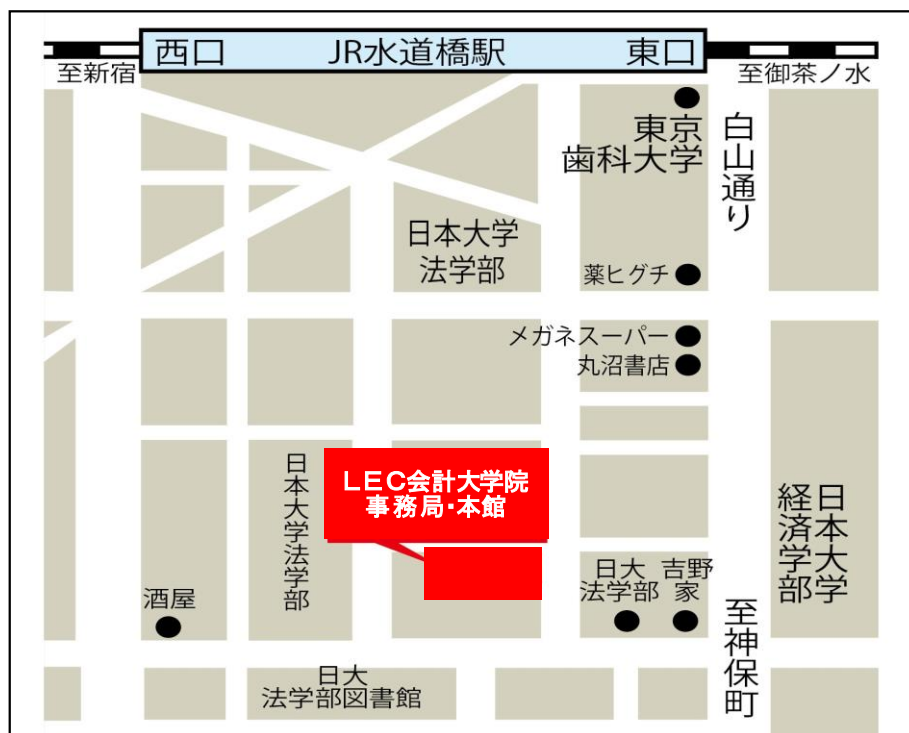 西口
JR水道橋駅
東口
至新宿
至御茶ノ水
東京
歯科大学
白山通り
日本大学
法学部
薬ヒグチ
メガネスーパー
丸沼書店
日本大学法学部
LEC会計大学院
事務局・本館
日本大学
経済学部
酒屋
日大
法学部
吉野
家
至神保町
日大
法学部図書館